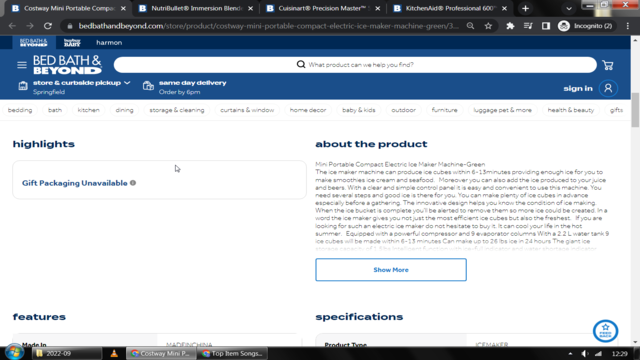 Costway Mini Portable Compac
NutriBullet® Immersion Blend
Cuisinart® Precision Master™
KitchenAid® Professional 600™
bedbathandbeyond.com/store/product/costway-mini-portable-compact-electric-ice-maker-machine-green/3...
Incognito (2)
BED BATH & BEYOND
buybuy BABY
harmon
BED BATH & BEYOND
What product can we help you find?
store & curbside pickup
Springfield
same day delivery
Order by 6pm
sign in
bedding bath kitchen dining storage & cleaning curtains & window home decor baby & kids outdoor furniture luggage pet & more health & beauty gifts
highlights
Gift Packaging Unavailable
about the product
Mini Portable Compact Electric Ice Maker Machine-Green
The ice maker machine can produce ice cubes within 6-13minutes providing enough ice for you to
make smoothies ice cream and seafood. Moreover you can also add the ice produced to your juice
and beers. With a clear and simple control panel it is easy and convenient to use this machine. You
need several steps and good ice is there for you. You can make plenty of ice cubes in advance
especially before a gathering. The innovative design helps you know the condition of ice making.
When the ice bucket is complete you'll be alerted to remove them so more ice could be created. In a
word the ice maker gives you not just the most efficient ice cubes but also the freshest. If you are
looking for such an electric ice maker do not hesitate to buy it. It can cool your life in the hot
summer. Equipped with a powerful compressor and 9 evaporator columns With a 2.2 L water tank 9
ice cubes will be made within 6-13 minutes Can make up to 26 lbs ice in 24 hours The giant ice
Show More
features
specifications
Made In
MADEINCHINA
Product Type
ICEMAKER
FEEDBACK
2022-09
Costway Mini P...
Top Item Songs...
12:29